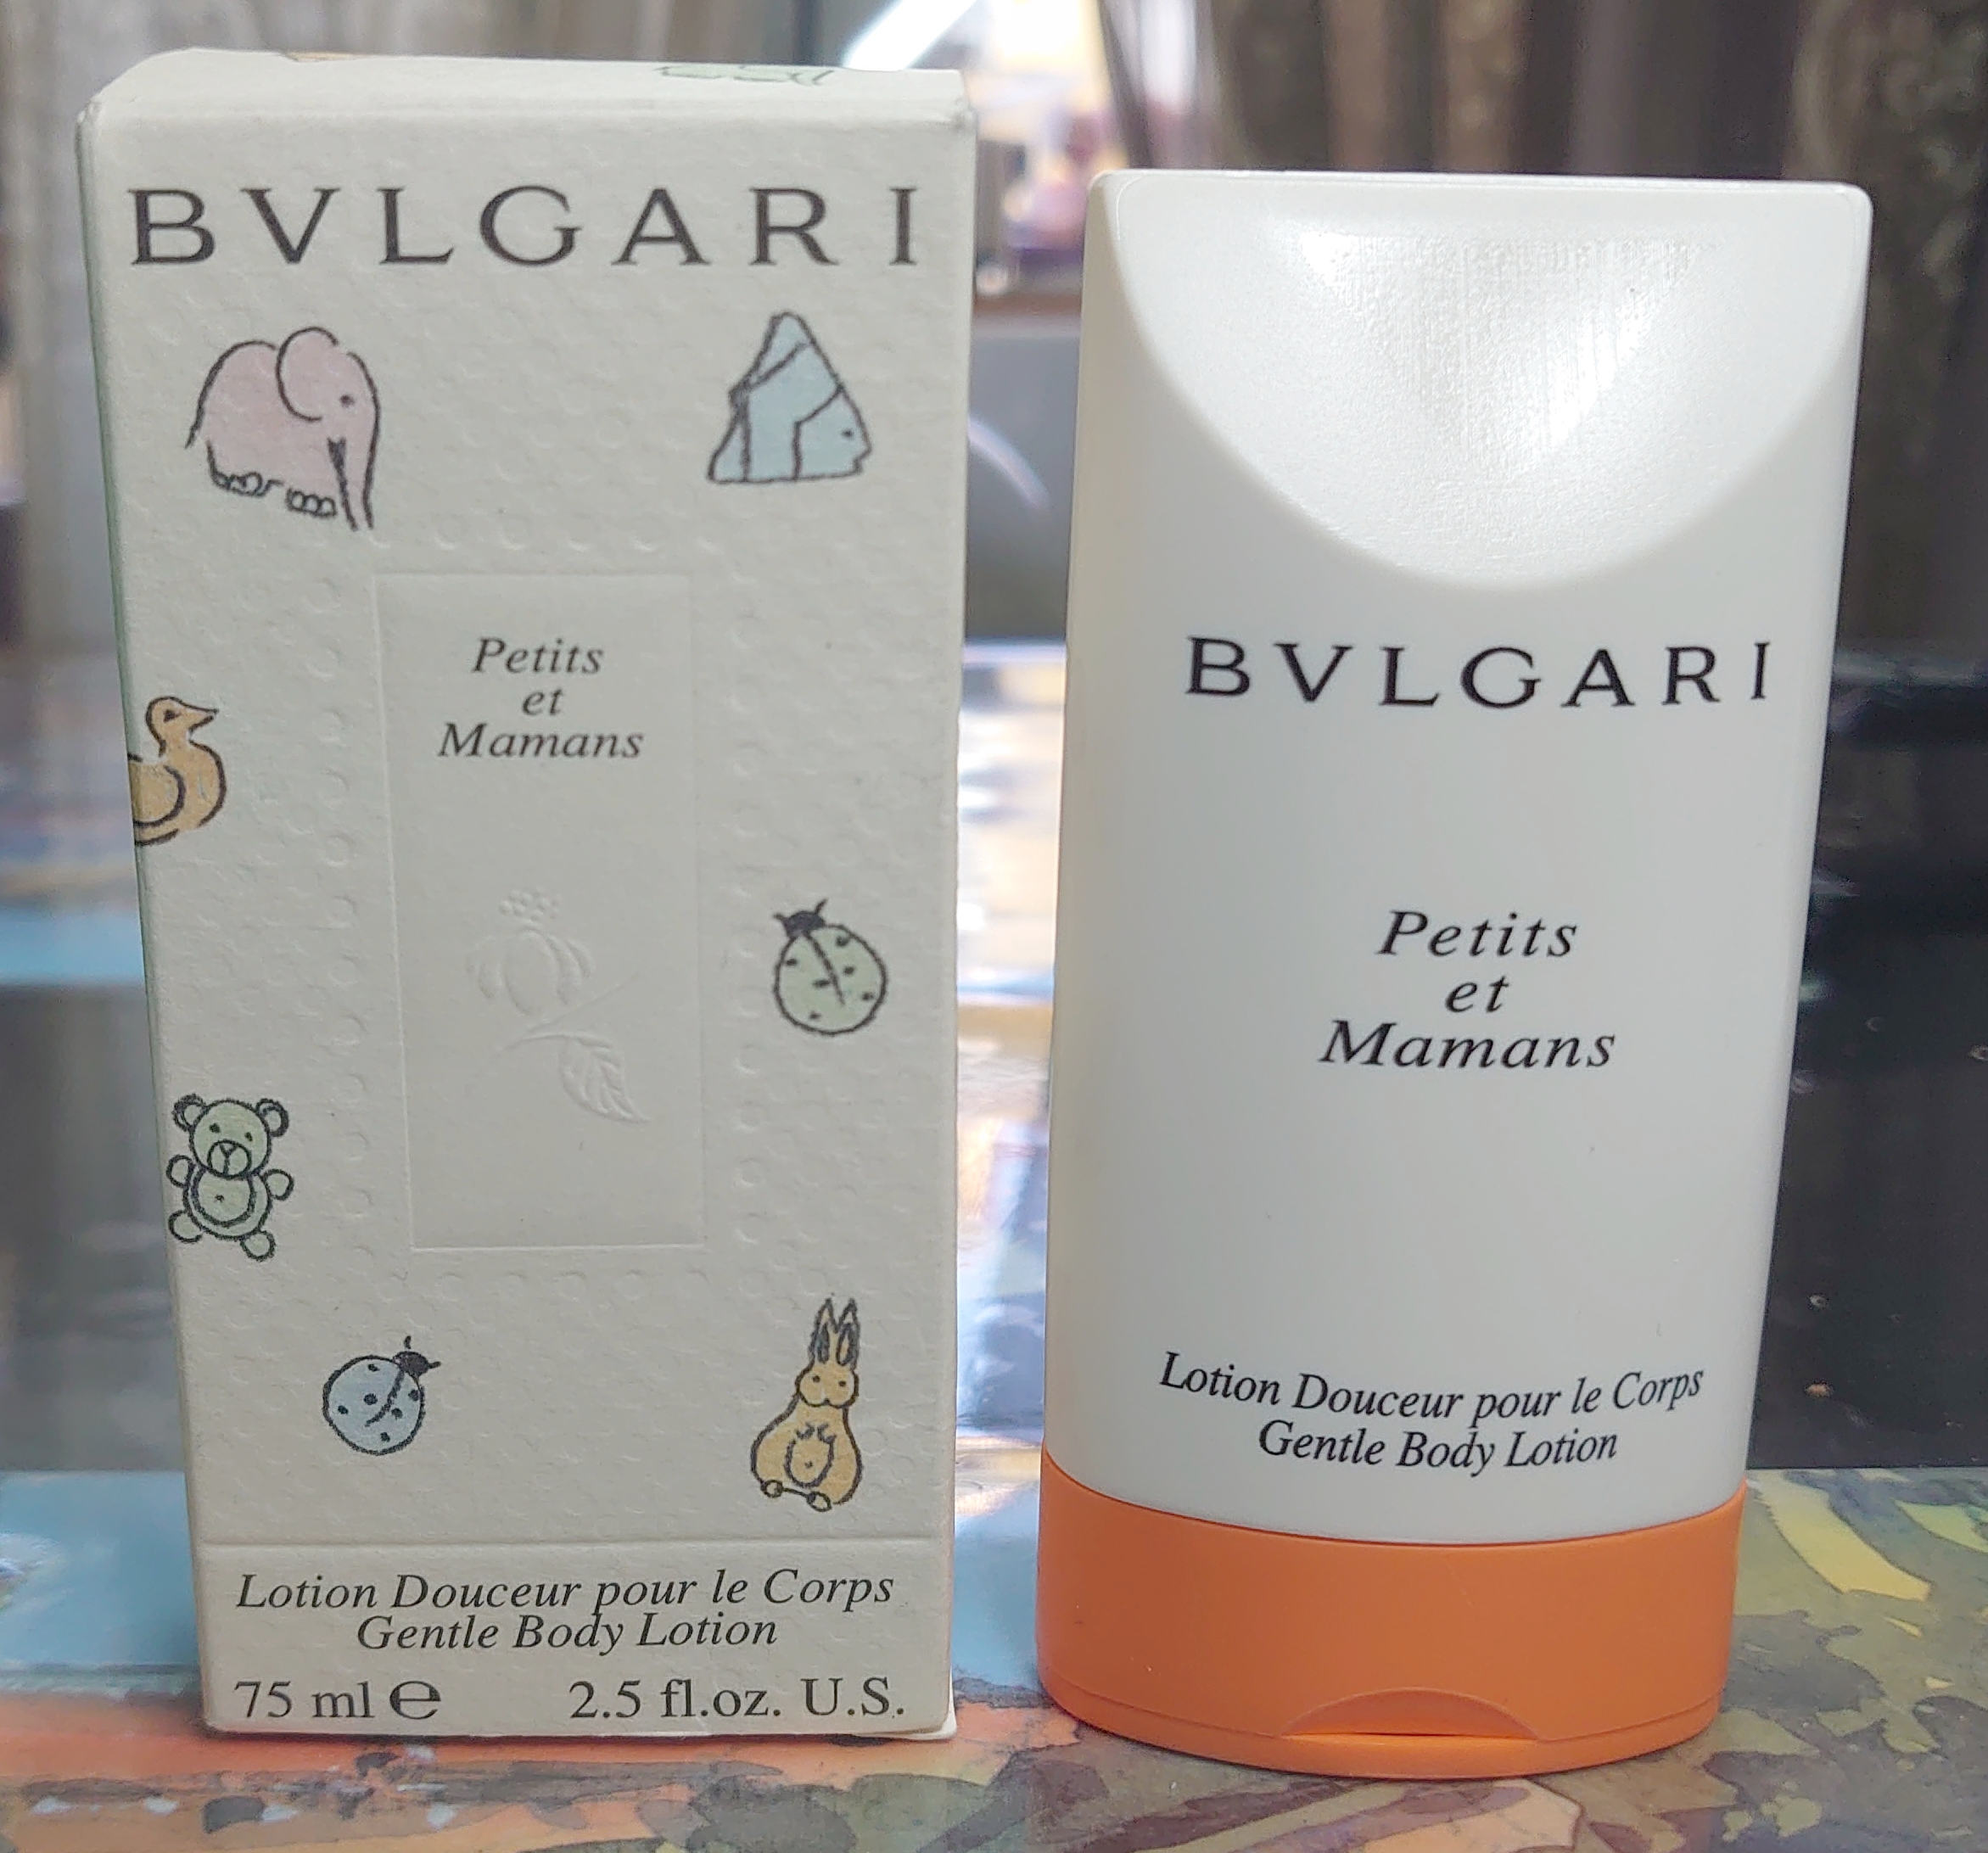 BVLGARI
Petits
et
Mamans
Lotion Douceur pour le Corps
Gentle Body Lotion
75 ml ℮ 2.5 fl.oz. U.S.
BVLGARI
Petits
et
Mamans
Lotion Douceur pour le Corps
Gentle Body Lotion